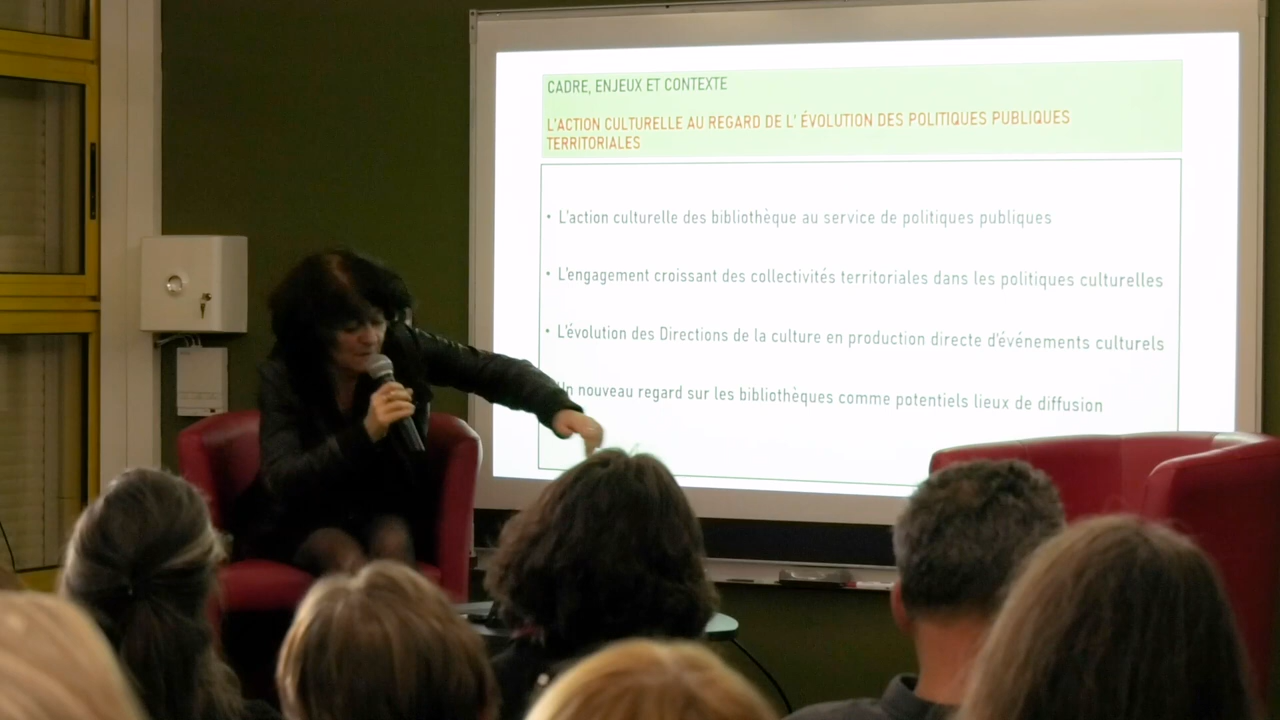 CADRE, ENJEUX ET CONTEXTE
L'ACTION CULTURELLE AU REGARD DE L' ÉVOLUTION DES POLITIQUES PUBLIQUES
TERRITORIALES
• L'action culturelle des bibliothèque au service de politiques publiques
• L'engagement croissant des collectivités territoriales dans les politiques culturelles
• L'évolution des Directions de la culture en production directe d'événements culturels
Un nouveau regard sur les bibliothèques comme potentiels lieux de diffusion